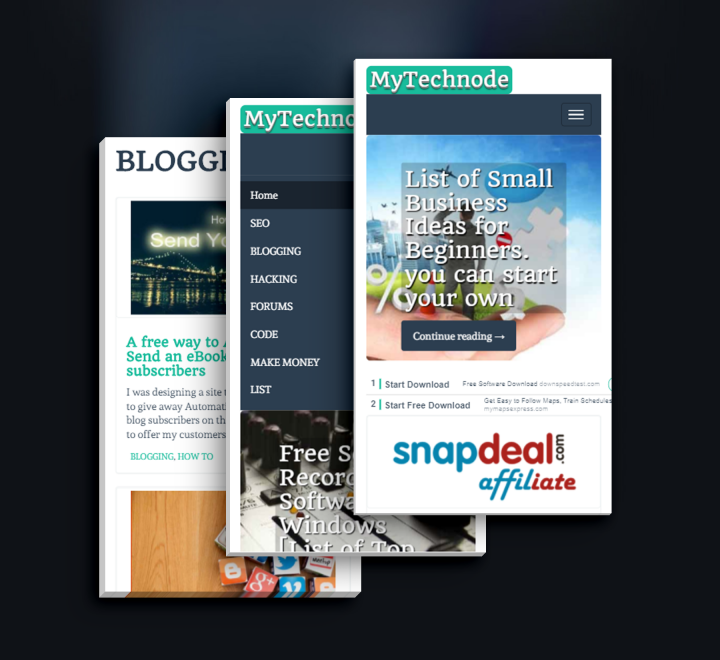 MyTechnode
List of Small
Business
Ideas for
Beginners.
you can start
your own
Continue reading →
1 Start Download Free Software Download downspeedtest.com
2 Start Free Download Get Easy to Follow Maps, Train Schedules
mymapsexpress.com
snapdeal.com
affiliate
MyTechno
Home
SEO
BLOGGING
HACKING
FORUMS
CODE
MAKE MONEY
LIST
Free S
Recor
Softwa
Windows
[List of Top
BLOGGI
Ho
Send Yo
A free way to
Send an eBook
subscribers
I was designing a site
to give away Automat
blog subscribers on th
to offer my customers
BLOGGING, HOW TO